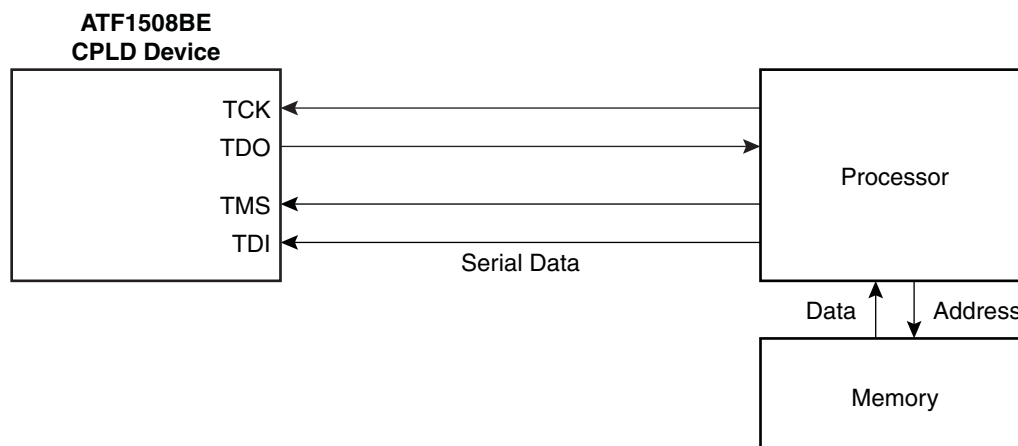 ATF1508BE
CPLD Device
TCK
TDO
TMS
TDI
Serial Data
Processor
Data
Address
Memory